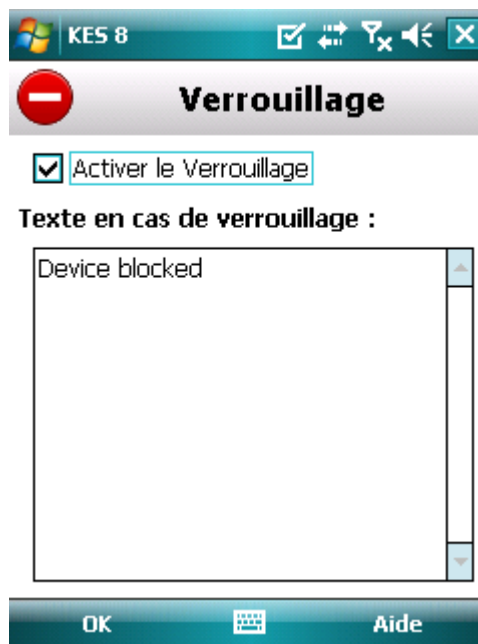 KES 8
Verrouillage
Activer le Verrouillage
Texte en cas de verrouillage :
Device blocked
OK
Aide